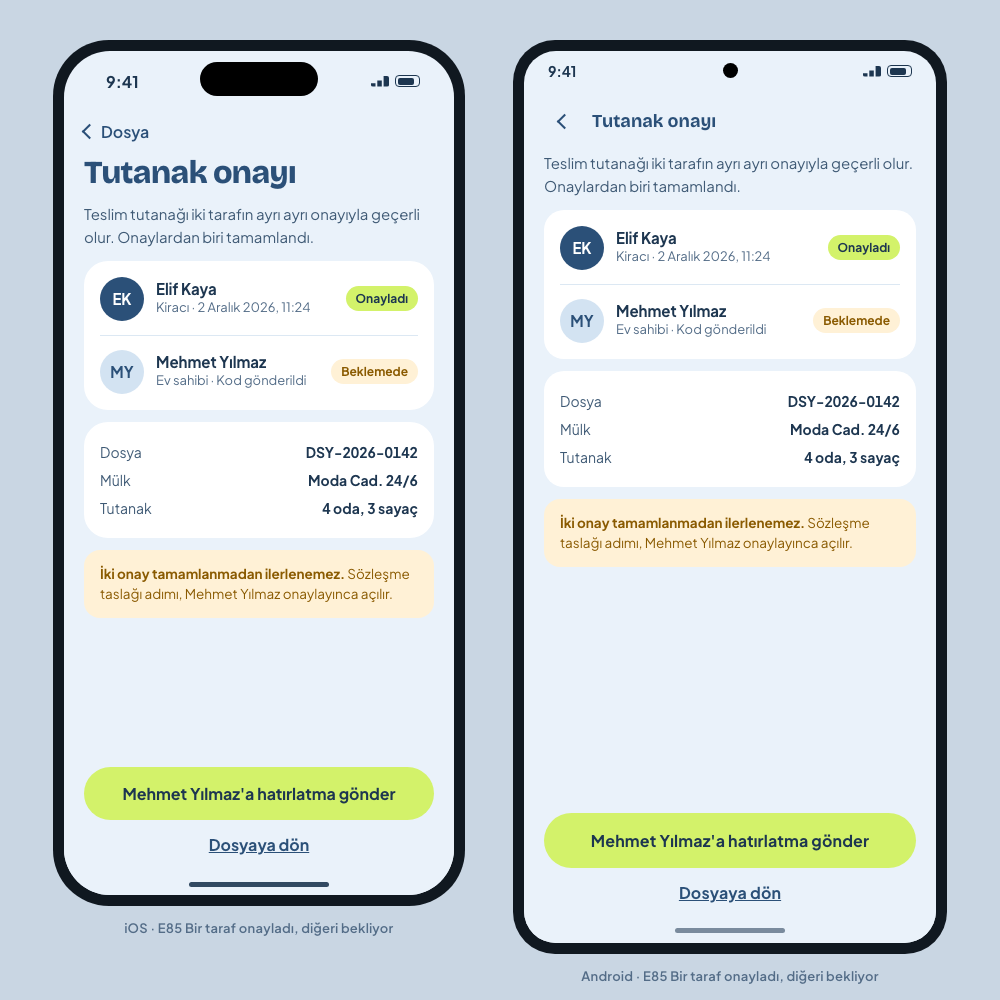 9:41
Dosya
Tutanak onayı
Teslim tutanağı iki tarafın ayrı ayrı onayıyla geçerli
olur. Onaylardan biri tamamlandı.
EK
Elif Kaya
Kiracı · 2 Aralık 2026, 11:24
Onayladı
MY
Mehmet Yılmaz
Ev sahibi · Kod gönderildi
Beklemede
Dosya DSY-2026-0142
Mülk Moda Cad. 24/6
Tutanak 4 oda, 3 sayaç
İki onay tamamlanmadan ilerlenemez. Sözleşme
taslağı adımı, Mehmet Yılmaz onaylayınca açılır.
Mehmet Yılmaz'a hatırlatma gönder
Dosyaya dön
iOS · E85 Bir taraf onayladı, diğeri bekliyor
9:41
Tutanak onayı
Teslim tutanağı iki tarafın ayrı ayrı onayıyla geçerli olur.
Onaylardan biri tamamlandı.
EK
Elif Kaya
Kiracı · 2 Aralık 2026, 11:24
Onayladı
MY
Mehmet Yılmaz
Ev sahibi · Kod gönderildi
Beklemede
Dosya DSY-2026-0142
Mülk Moda Cad. 24/6
Tutanak 4 oda, 3 sayaç
İki onay tamamlanmadan ilerlenemez. Sözleşme
taslağı adımı, Mehmet Yılmaz onaylayınca açılır.
Mehmet Yılmaz'a hatırlatma gönder
Dosyaya dön
Android · E85 Bir taraf onayladı, diğeri bekliyor